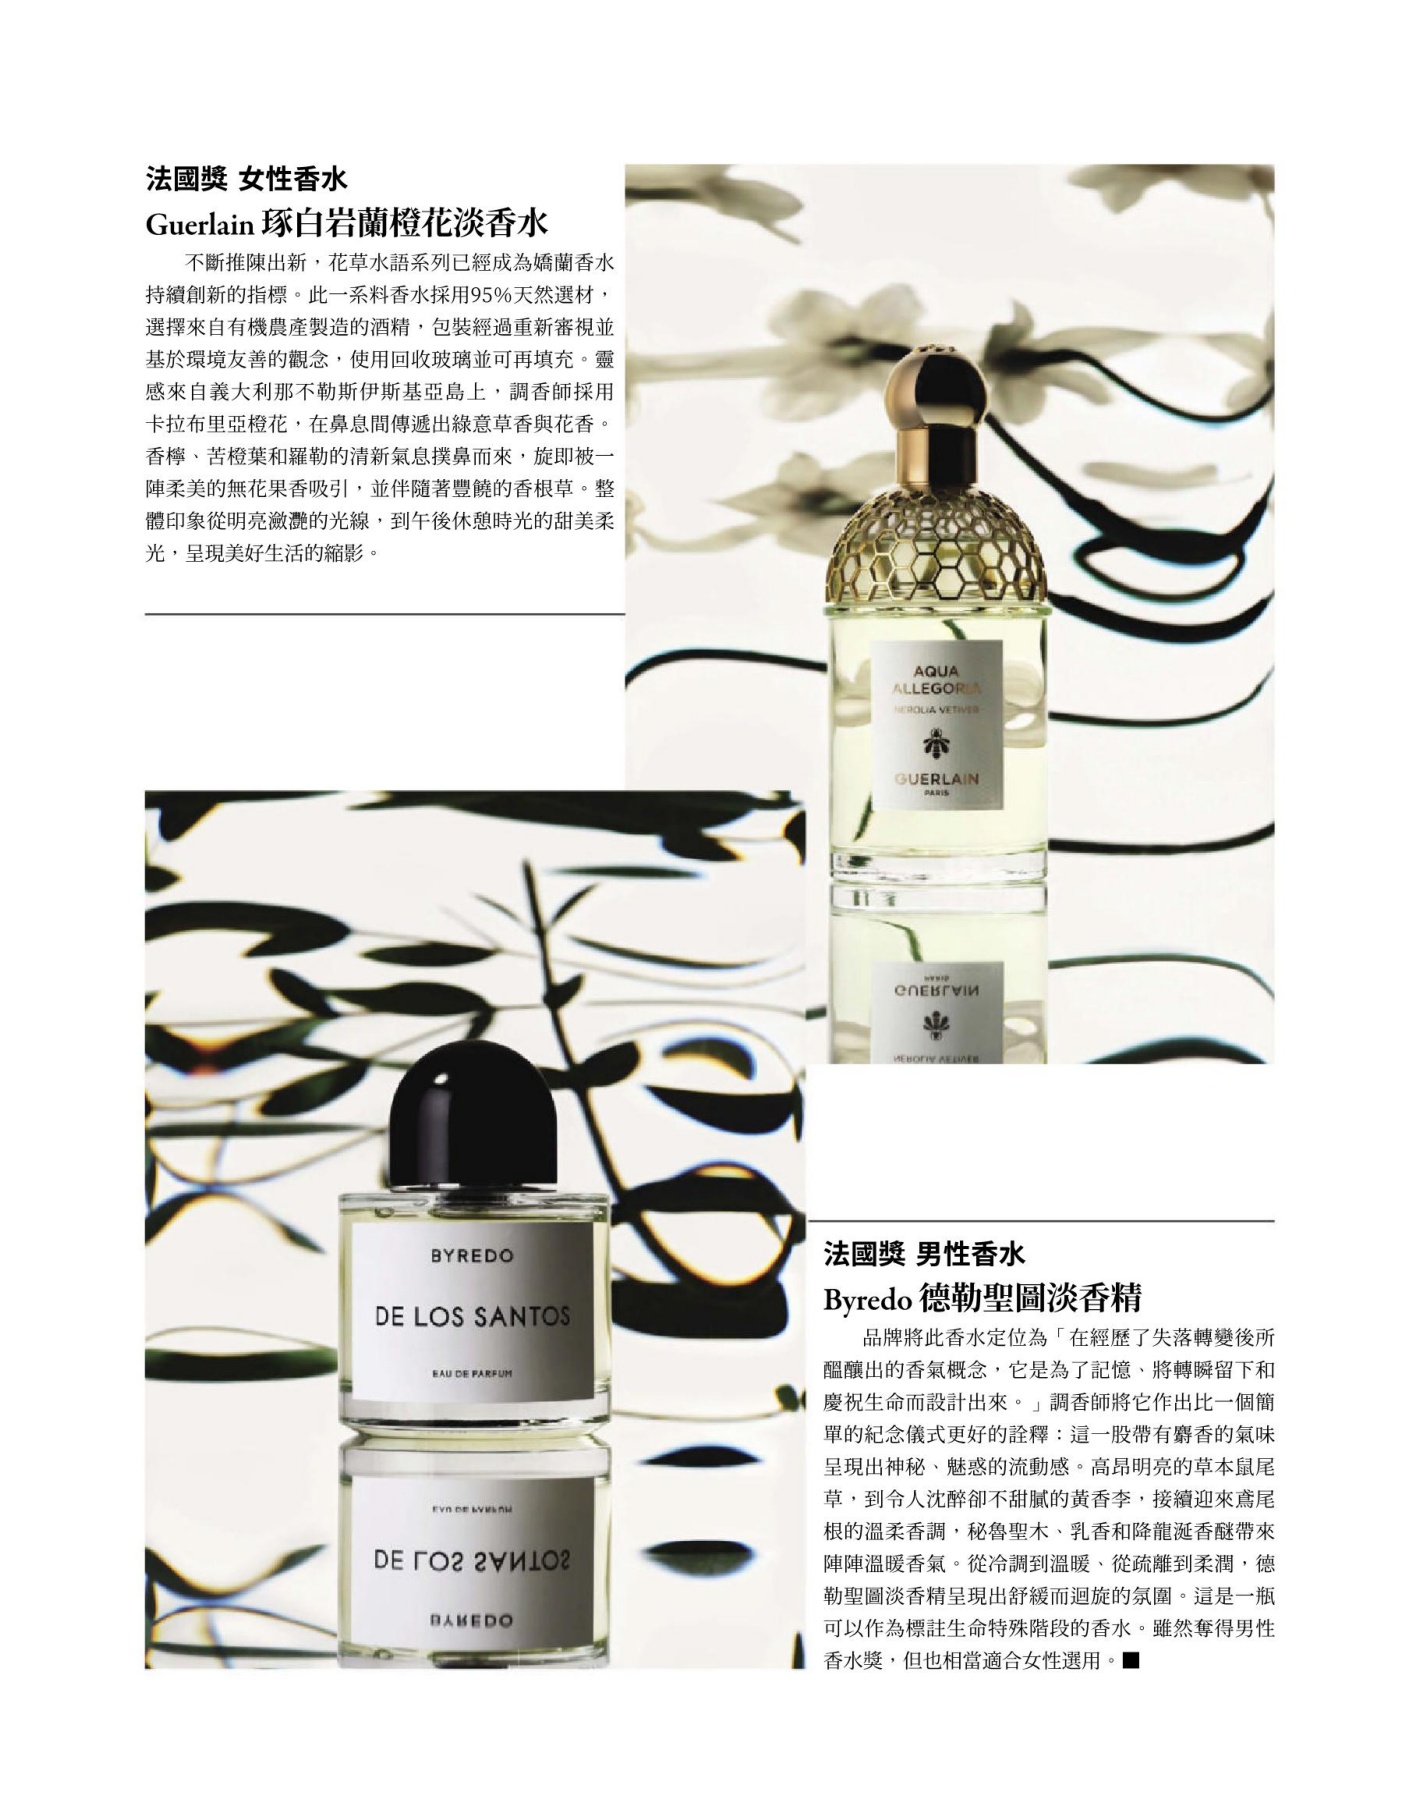 法國獎 女性香水
Guerlain 琢白岩蘭橙花淡香水
不斷推陳出新，花草水語系列已經成為嬌蘭香水
持續創新的指標。此一系料香水採用95%天然選材，
選擇來自有機農產製造的酒精，包裝經過重新審視並
基於環境友善的觀念，使用回收玻璃並可再填充。靈
感來自義大利那不勒斯伊斯基亞島上，調香師採用
卡拉布里亞橙花，在鼻息間傳遞出綠意草香與花香。
香檸、苦橙葉和羅勒的清新氣息撲鼻而來，旋即被一
陣柔美的無花果香吸引，並伴隨著豐饒的香根草。整
體印象從明亮瀲灩的光線，到午後休憩時光的甜美柔
光，呈現美好生活的縮影。
AQUA
ALLEGORIA
NEROLIA VETIVER
GUERLAIN
PARIS
PARIS
GUERLAIN
NEROLIA VETIVER
BYREDO
DE LOS SANTOS
EAU DE PARFUM
EAU DE PARFUM
DE LOS SANTOS
BYREDO
法國獎 男性香水
Byredo 德勒聖圖淡香精
品牌將此香水定位為「在經歷了失落轉變後所
醞釀出的香氣概念，它是為了記憶、將轉瞬留下和
慶祝生命而設計出來。」調香師將它作出比一個簡
單的紀念儀式更好的詮釋：這一股帶有麝香的氣味
呈現出神秘、魅惑的流動感。高昂明亮的草本鼠尾
草，到令人沈醉卻不甜膩的黃香李，接續迎來鳶尾
根的溫柔香調，秘魯聖木、乳香和降龍涎香醚帶來
陣陣溫暖香氣。從冷調到溫暖、從疏離到柔潤，德
勒聖圖淡香精呈現出舒緩而迴旋的氛圍。這是一瓶
可以作為標註生命特殊階段的香水。雖然奪得男性
香水獎，但也相當適合女性選用。■